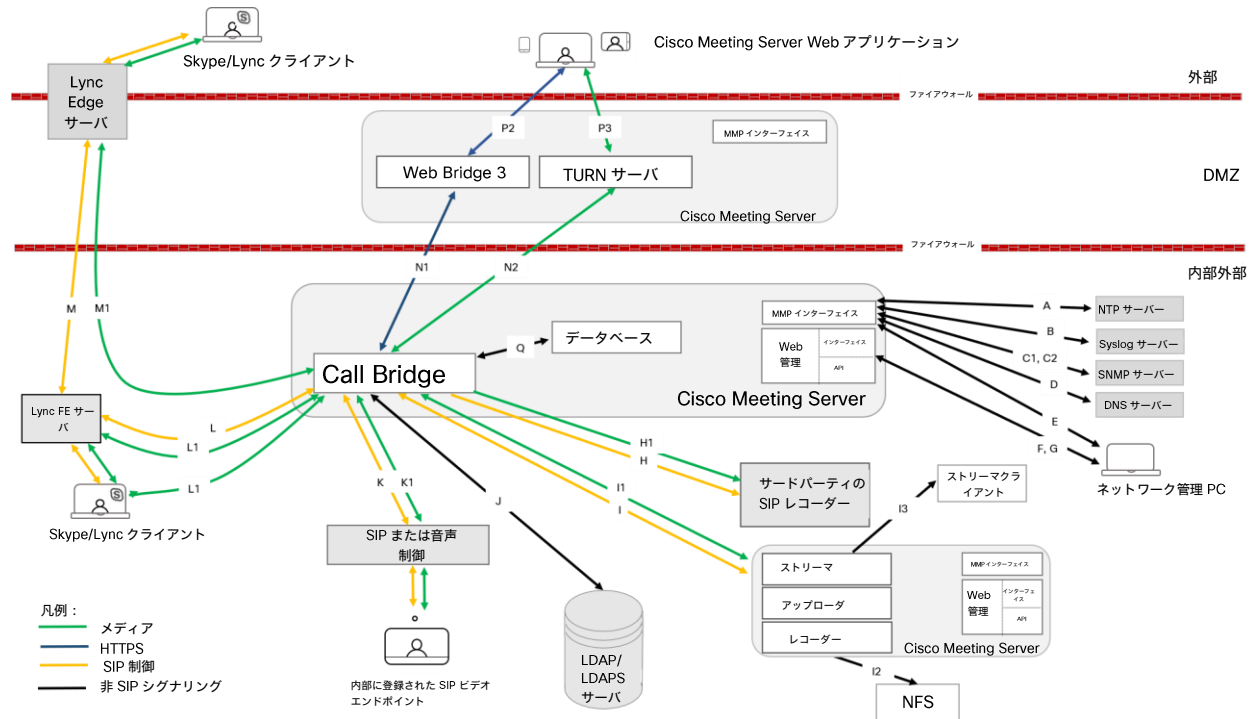 Skype/Lync クライアント
Cisco Meeting Server Web アプリケーション
外部
Lync
Edge
サーバ
ファイアウォール
P2
P3
MMP インターフェイス
Web Bridge 3
TURN サーバ
DMZ
Cisco Meeting Server
ファイアウォール
内部外部
N1
N2
M
M1
MMP インターフェイス
Web
管理
インターフェイス
API
データベース
Q
Call Bridge
Cisco Meeting Server
A
B
C1, C2
D
E
F, G
NTP サーバー
Syslog サーバー
SNMP サーバー
DNS サーバー
ネットワーク管理 PC
Lync FE サー
バ
L
L1
L1
Skype/Lync クライアント
K
K1
J
H1
H
I1
I
サードパーティの
SIP レコーダー
ストリーマクラ
イアント
I3
SIP または音声
制御
ストリーマ
アップローダ
レコーダー
MMP インターフェイス
Web
管理
インターフェ
イス
API
Cisco Meeting Server
I2
NFS
LDAP/
LDAPS
サーバ
内部に登録された SIP ビデオ
エンドポイント
凡例：
メディア
HTTPS
SIP 制御
非 SIP シグナリング